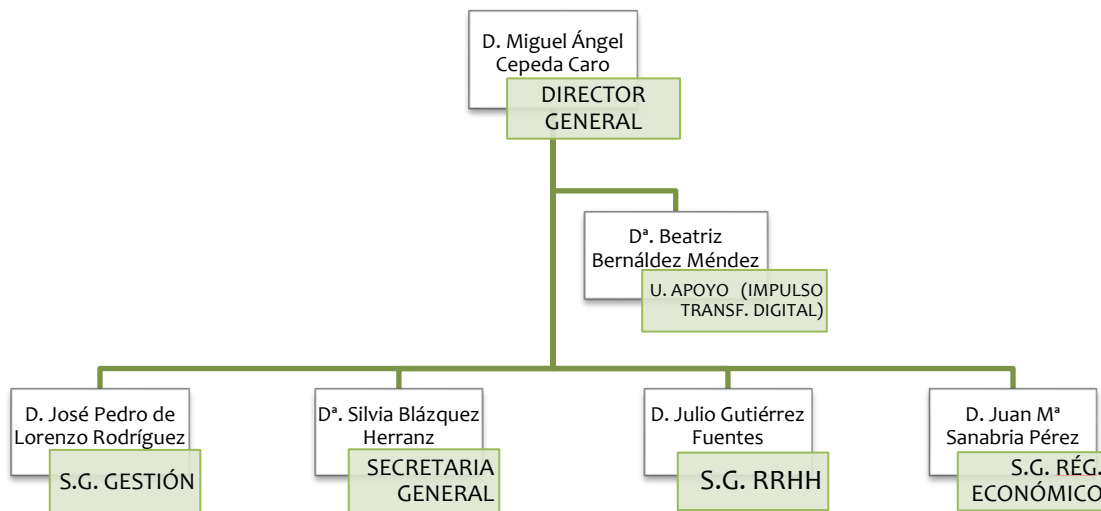 D. Miguel Ángel
Cepeda Caro
DIRECTOR
GENERAL
Dª. Beatriz
Bernáldez Méndez
U. APOYO (IMPULSO
TRANSF. DIGITAL)
D. José Pedro de
Lorenzo Rodríguez
S.G. GESTIÓN
Dª. Silvia Blázquez
Herranz
SECRETARIA
GENERAL
D. Julio Gutiérrez
Fuentes
S.G. RRHH
D. Juan Mª
Sanabria Pérez
S.G. RÉG.
ECONÓMICO